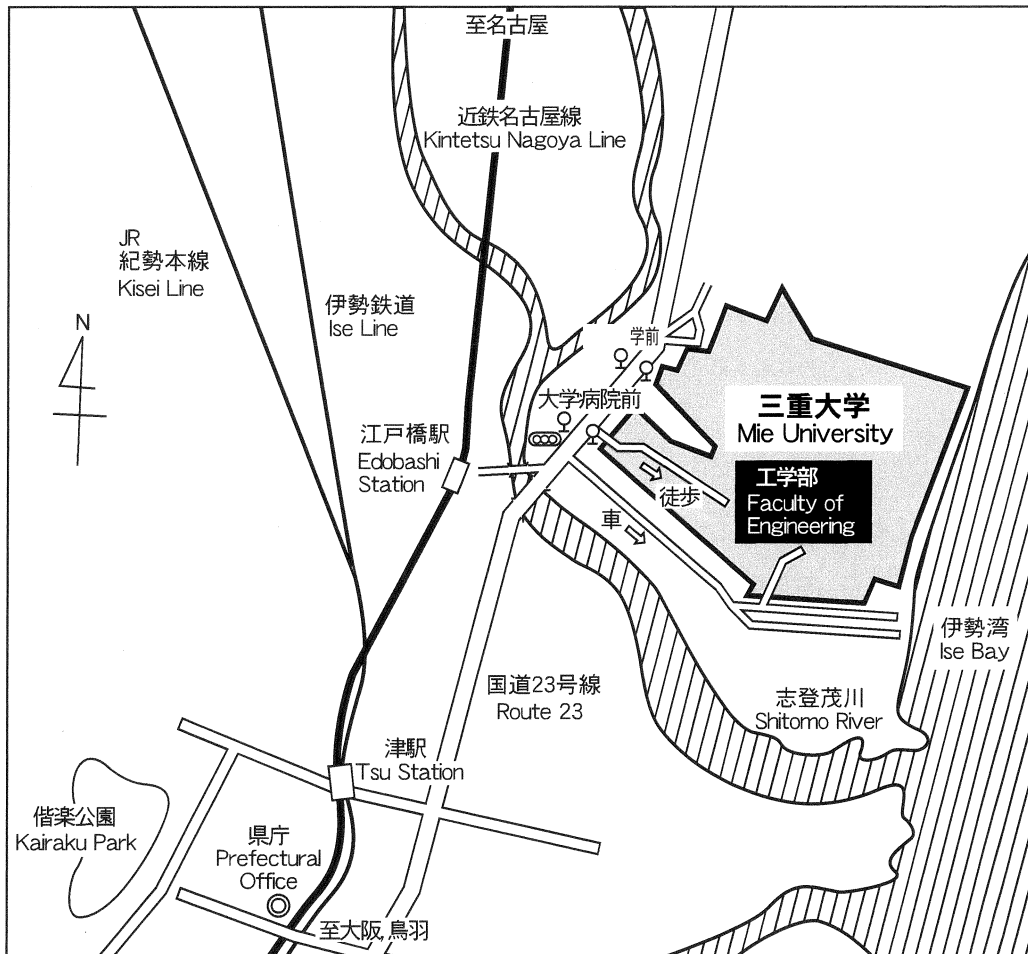 至名古屋
近鉄名古屋線
Kintetsu Nagoya Line
JR
紀勢本線
Kisei Line
伊勢鉄道
Ise Line
N
学前
大学病院前
三重大学
Mie University
江戸橋駅
Edobashi
Station
工学部
Faculty of
Engineering
徒歩
車
伊勢湾
Ise Bay
国道23号線
Route 23
志登茂川
Shitomo River
津駅
Tsu Station
偕楽公園
Kairaku Park
県庁
Prefectural
Office
至大阪,鳥羽